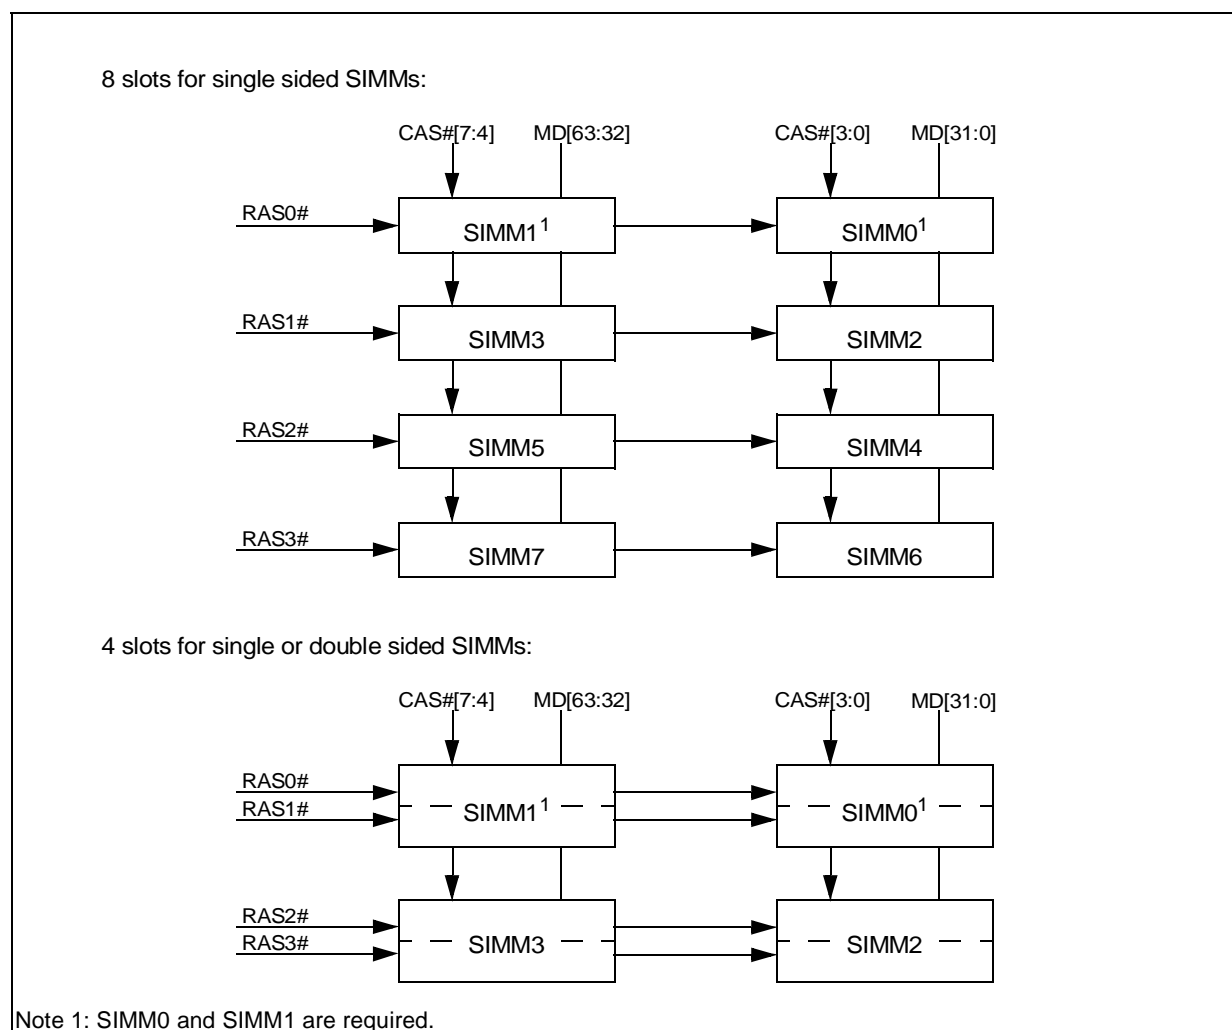 8 slots for single sided SIMMs:
CAS#[7:4] MD[63:32] CAS#[3:0] MD[31:0]
RAS0# SIMM1¹ SIMM0¹
RAS1# SIMM3 SIMM2
RAS2# SIMM5 SIMM4
RAS3# SIMM7 SIMM6
4 slots for single or double sided SIMMs:
CAS#[7:4] MD[63:32] CAS#[3:0] MD[31:0]
RAS0#
RAS1# SIMM1¹ SIMM0¹
RAS2#
RAS3# SIMM3 SIMM2
Note 1: SIMM0 and SIMM1 are required.